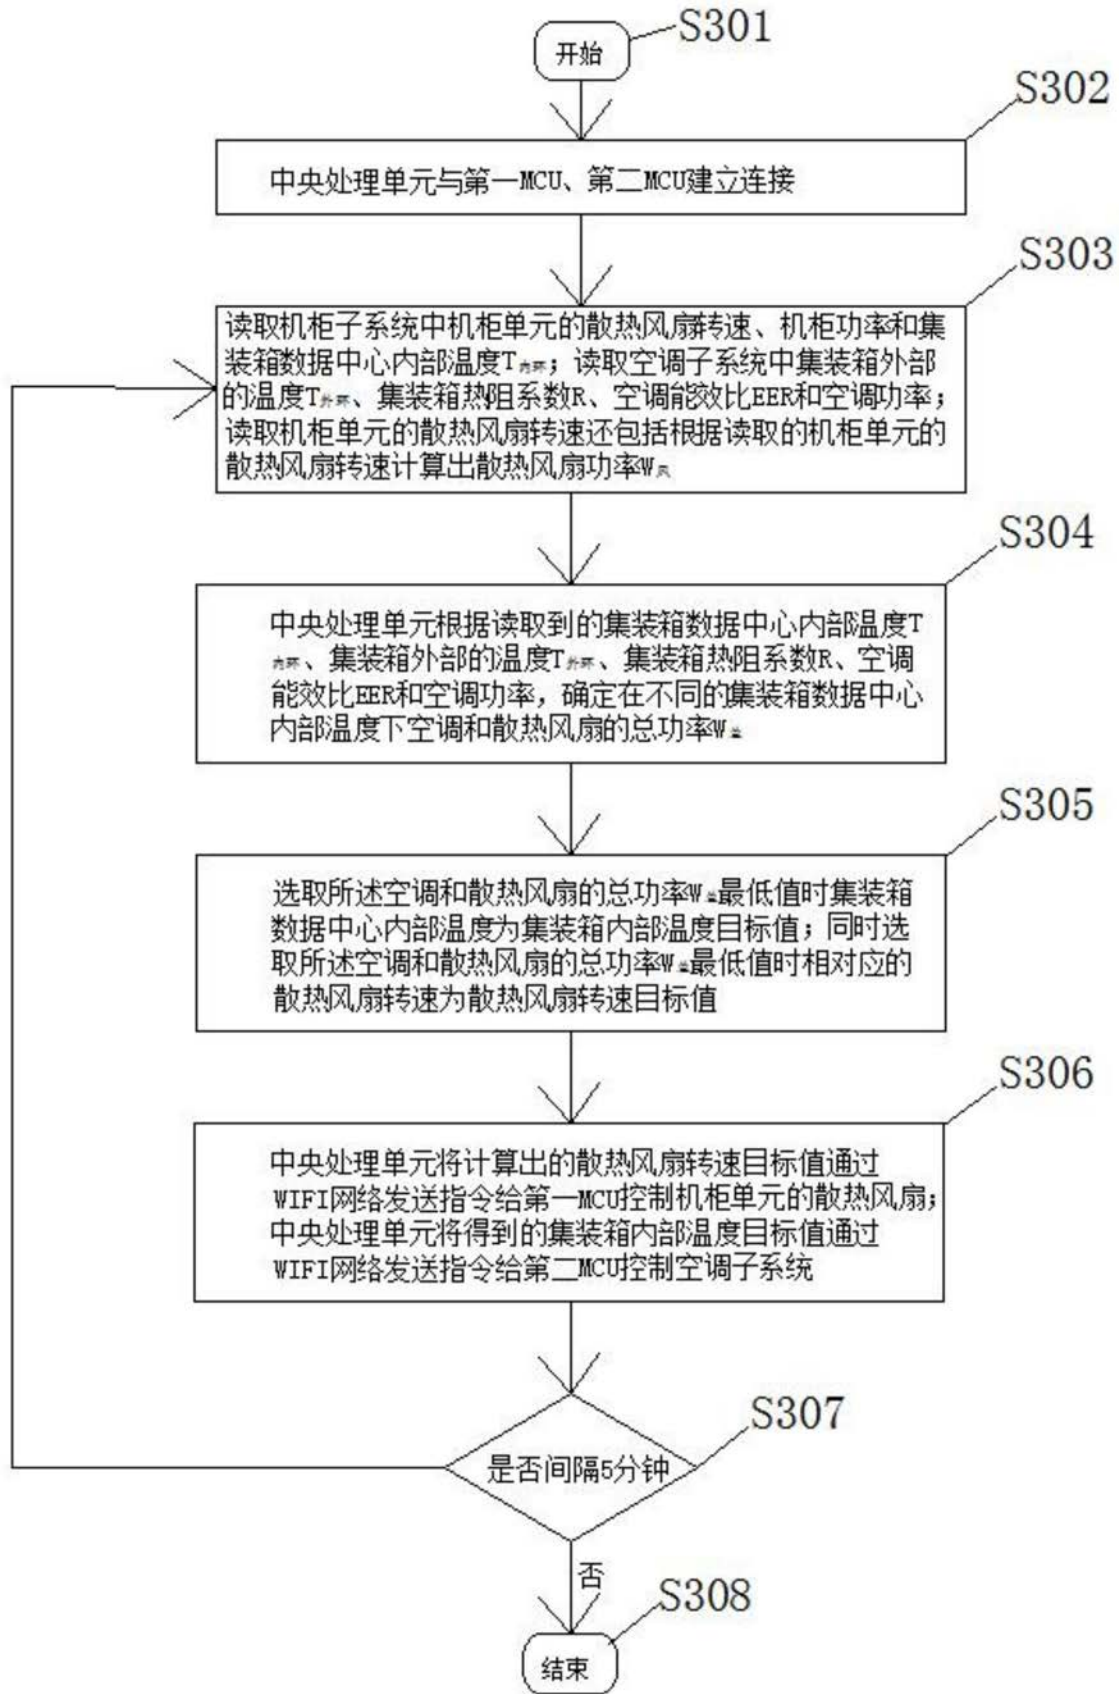 S301
开始
S302
中央处理单元与第一MCU、第二MCU建立连接
S303
读取机柜子系统中机柜单元的散热风扇转速、机柜功率和集
装箱数据中心内部温度T内环；读取空调子系统中集装箱外部
的温度T外环、集装箱热阻系数R、空调能效比EER和空调功率；
读取机柜单元的散热风扇转速还包括根据读取的机柜单元的
散热风扇转速计算出散热风扇功率W风
S304
中央处理单元根据读取到的集装箱数据中心内部温度T
内环、集装箱外部的温度T外环、集装箱热阻系数R、空调
能效比EER和空调功率，确定在不同的集装箱数据中心
内部温度下空调和散热风扇的总功率W总
S305
选取所述空调和散热风扇的总功率W总最低值时集装箱
数据中心内部温度为集装箱内部温度目标值；同时选
取所述空调和散热风扇的总功率W总最低值时相对应的
散热风扇转速为散热风扇转速目标值
S306
中央处理单元将计算出的散热风扇转速目标值通过
WIFI网络发送指令给第一MCU控制机柜单元的散热风扇；
中央处理单元将得到的集装箱内部温度目标值通过
WIFI网络发送指令给第二MCU控制空调子系统
S307
是否间隔5分钟
否
S308
结束